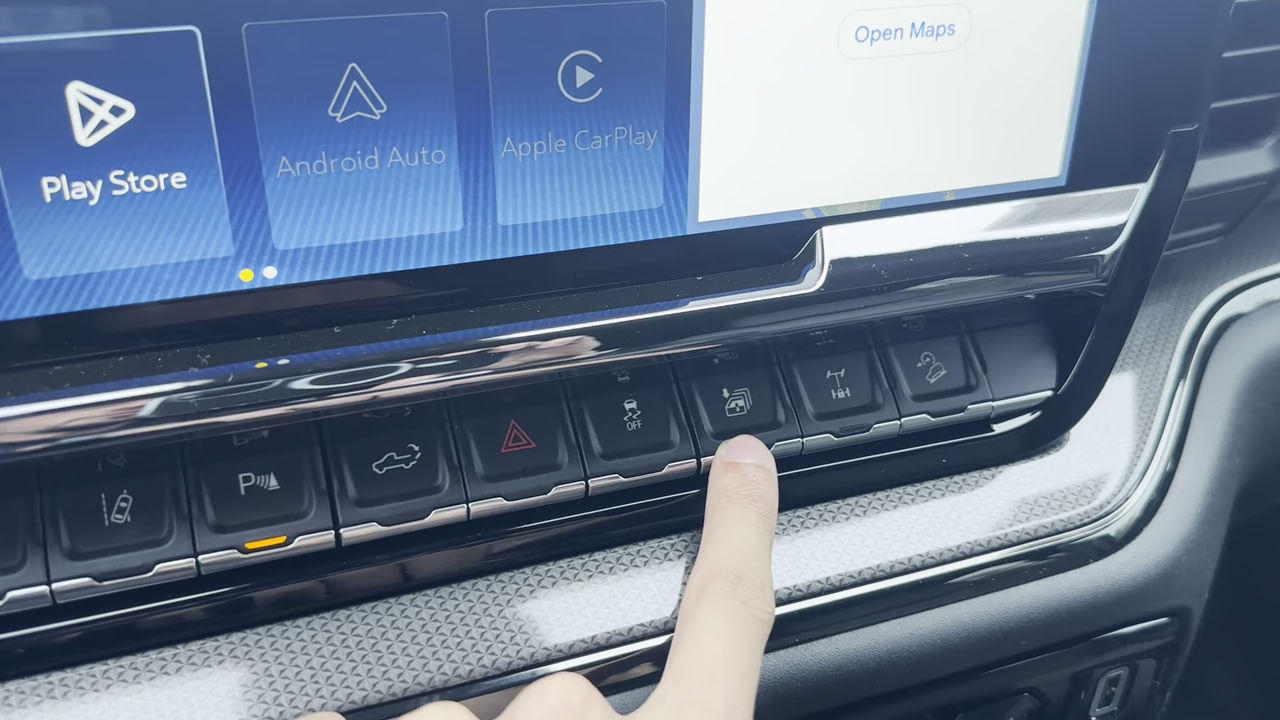 Open Maps
Play Store
Android Auto
Apple CarPlay
P
OFF